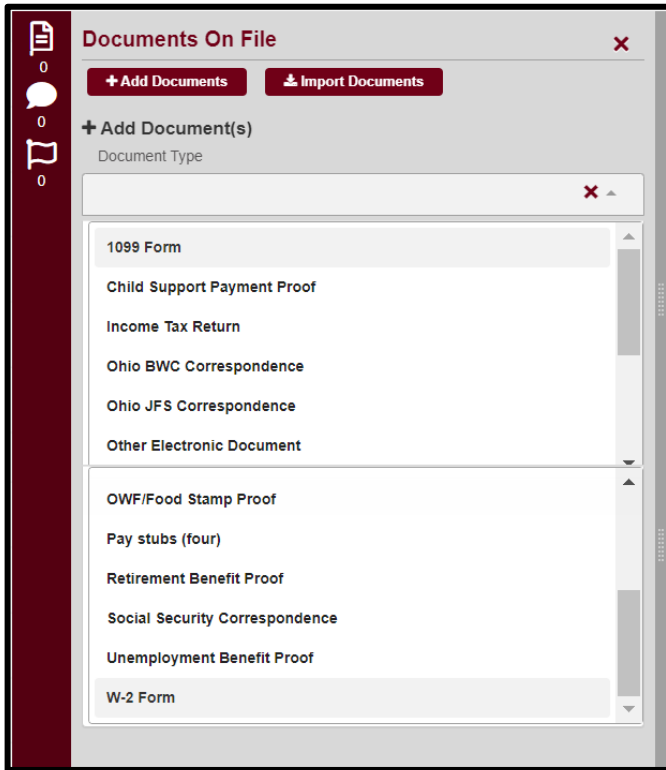 Documents On File
0
0
0
Add Documents
Import Documents
Add Document(s)
Document Type
1099 Form
Child Support Payment Proof
Income Tax Return
Ohio BWC Correspondence
Ohio JFS Correspondence
Other Electronic Document
OWF/Food Stamp Proof
Pay stubs (four)
Retirement Benefit Proof
Social Security Correspondence
Unemployment Benefit Proof
W-2 Form